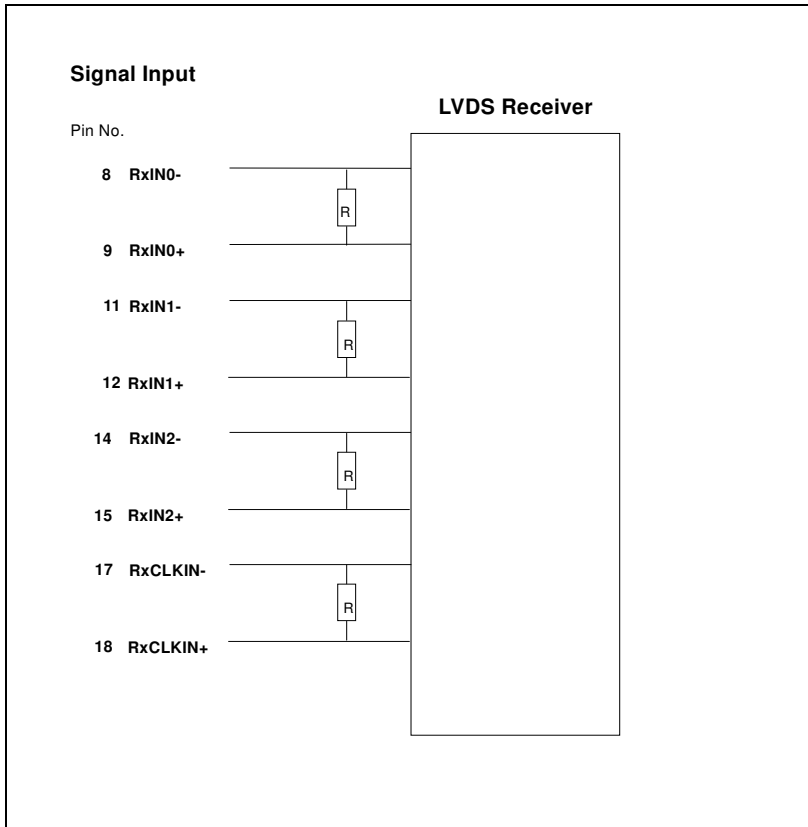 Signal Input
LVDS Receiver
Pin No.
8 RxIN0-
R
9 RxIN0+
11 RxIN1-
R
12 RxIN1+
14 RxIN2-
R
15 RxIN2+
17 RxCLKIN-
R
18 RxCLKIN+